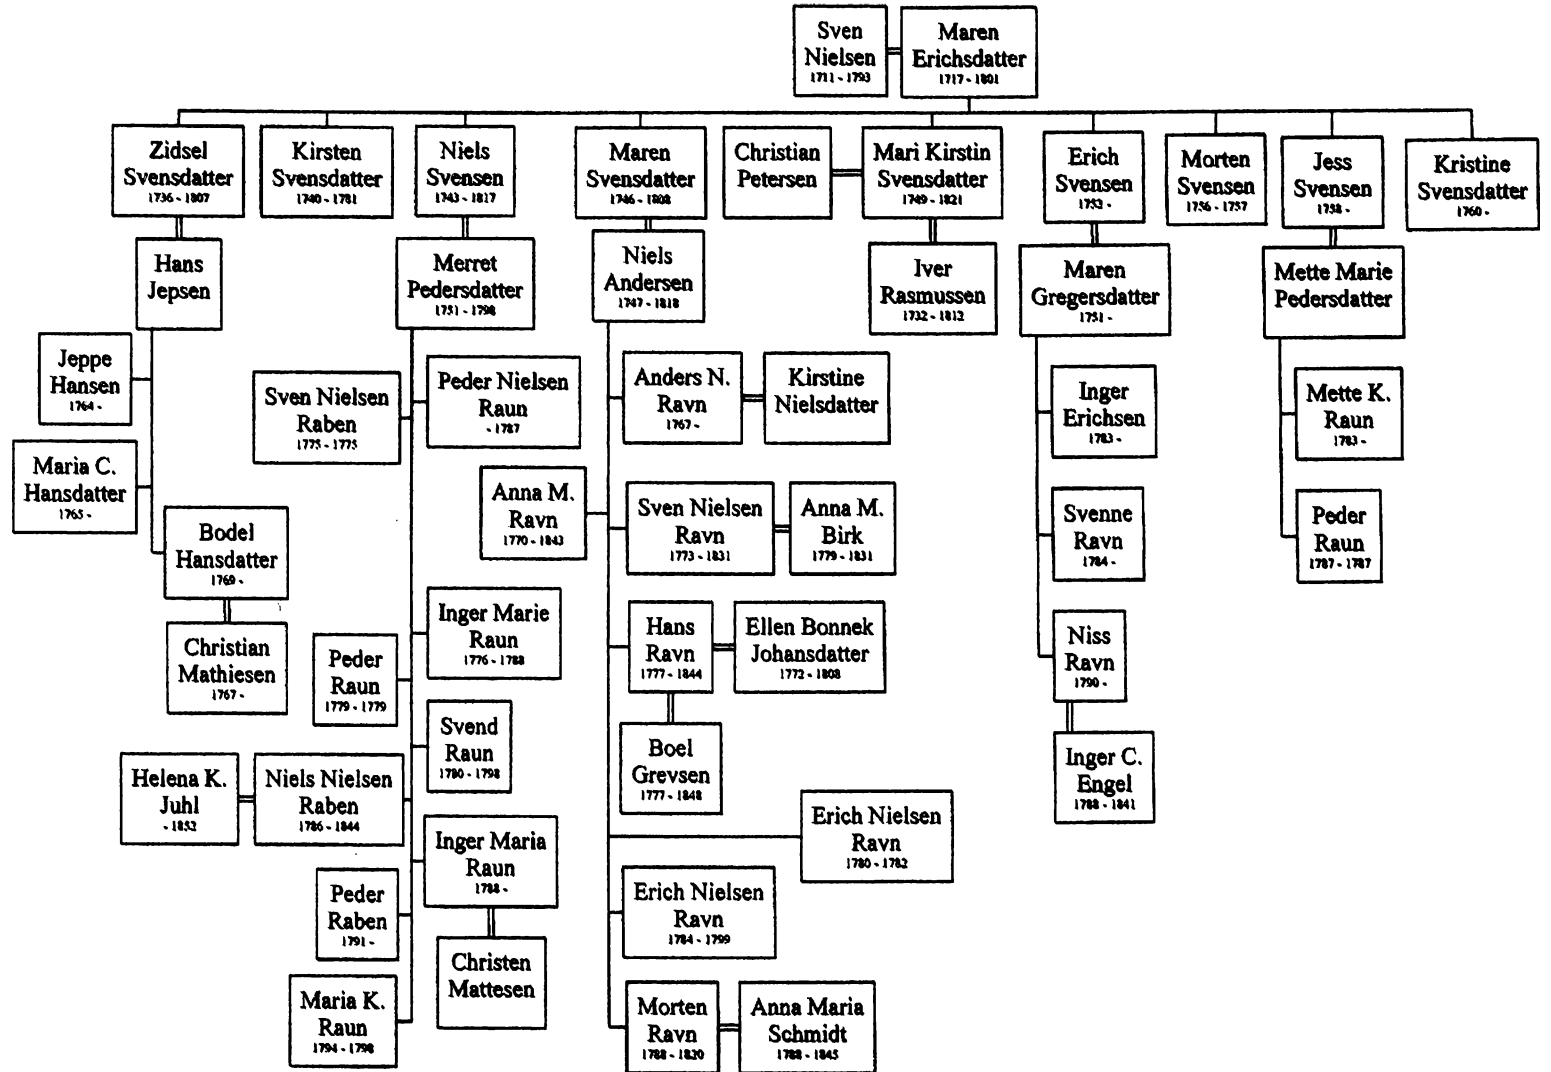 Sven
Nielsen
1711 - 1793
Maren
Erichsdatter
1717 - 1801
Zidsel
Svensdatter
1736 - 1807
Kirsten
Svensdatter
1740 - 1781
Niels
Svensen
1743 - 1817
Maren
Svensdatter
1746 - 1808
Christian
Petersen
Mari Kirstin
Svensdatter
1749 - 1821
Erich
Svensen
1752 -
Morten
Svensen
1756 - 1757
Jess
Svensen
1758 -
Kristine
Svensdatter
1760 -
Hans
Jepsen
Merret
Pedersdatter
1751 - 1798
Niels
Andersen
1747 - 1818
Iver
Rasmussen
1732 - 1812
Maren
Gregersdatter
1751 -
Mette Marie
Pedersdatter
Jeppe
Hansen
1764 -
Maria C.
Hansdatter
1765 -
Bodel
Hansdatter
1769 -
Christian
Mathiesen
1767 -
Sven Nielsen
Raben
1775 - 1775
Peder Nielsen
Raun
- 1787
Inger Marie
Raun
1776 - 1788
Peder
Raun
1779 - 1779
Svend
Raun
1780 - 1798
Helena K.
Juhl
- 1852
Niels Nielsen
Raben
1786 - 1844
Inger Maria
Raun
1788 -
Christen
Mattesen
Peder
Raben
1791 -
Maria K.
Raun
1794 - 1798
Anders N.
Ravn
1767 -
Kirstine
Nielsdatter
Anna M.
Ravn
1770 - 1843
Sven Nielsen
Ravn
1773 - 1831
Anna M.
Birk
1779 - 1831
Hans
Ravn
1777 - 1844
Ellen Bonnek
Johansdatter
1772 - 1808
Boel
Grevsen
1777 - 1848
Erich Nielsen
Ravn
1780 - 1782
Erich Nielsen
Ravn
1784 - 1799
Morten
Ravn
1788 - 1820
Anna Maria
Schmidt
1788 - 1845
Inger
Erichsen
1783 -
Svenne
Ravn
1784 -
Niss
Ravn
1790 -
Inger C.
Engel
1788 - 1841
Mette K.
Raun
1783 -
Peder
Raun
1787 - 1787